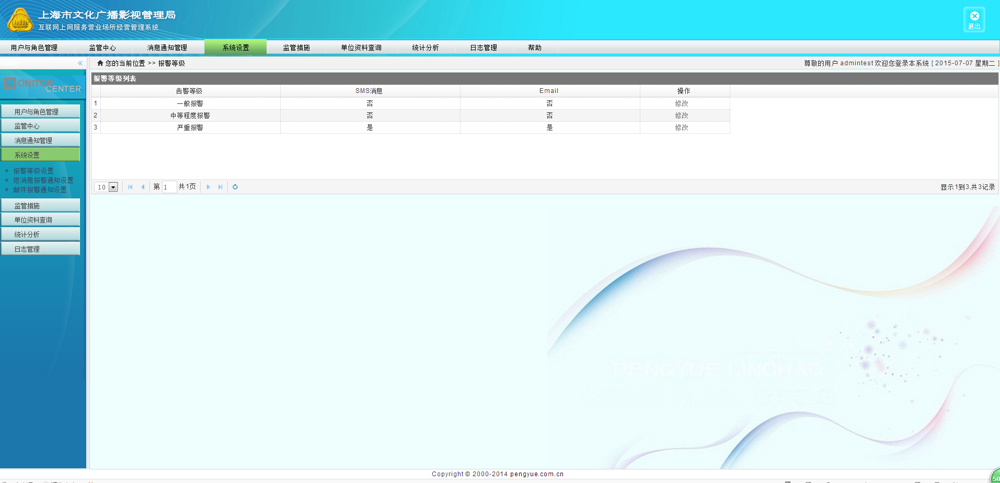 上海市文化广播影视管理局
互联网上网服务营业场所经营管理系统
退出
用户与角色管理 监管中心 消息通知管理 系统设置 监管措施 单位资料查询 统计分析 日志管理 帮助
您的当前位置 >> 报警等级
尊敬的用户 admintest 欢迎您登录本系统 [ 2015-07-07 星期二 ]
MONITOR
CENTER
用户与角色管理
监管中心
消息通知管理
系统设置
报警等级设置
短消息报警通知设置
邮件报警通知设置
监管措施
单位资料查询
统计分析
日志管理
报警等级列表
告警等级 SMS消息 Email 操作
1 一般报警 否 否 修改
2 中等程度报警 否 否 修改
3 严重报警 是 是 修改
10 第 1 共1页
显示1到3,共3记录
PENGYUE LINCHAO
Copyright © 2000-2014 pengyue.com.cn
50